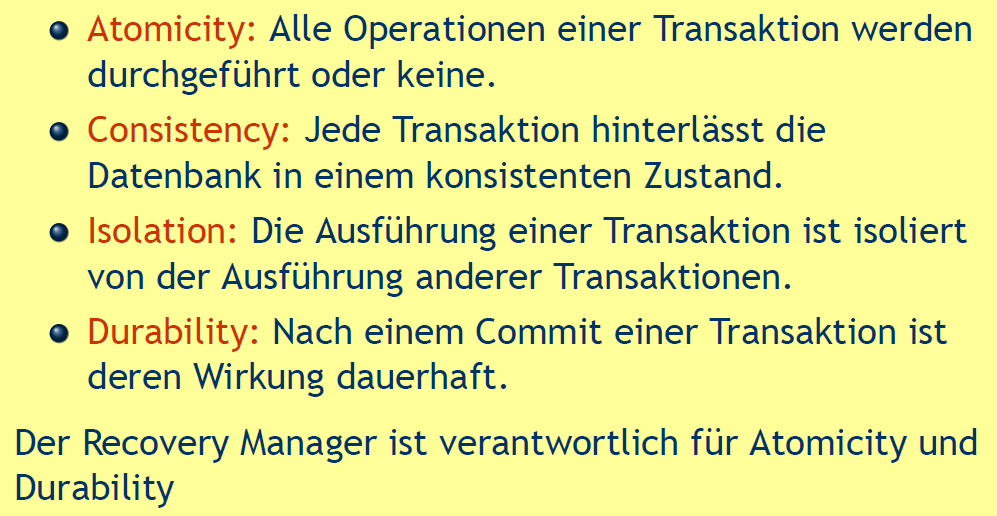 Atomicity: Alle Operationen einer Transaktion werden
durchgeführt oder keine.
Consistency: Jede Transaktion hinterlässt die
Datenbank in einem konsistenten Zustand.
Isolation: Die Ausführung einer Transaktion ist isoliert
von der Ausführung anderer Transaktionen.
Durability: Nach einem Commit einer Transaktion ist
deren Wirkung dauerhaft.
Der Recovery Manager ist verantwortlich für Atomicity und
Durability